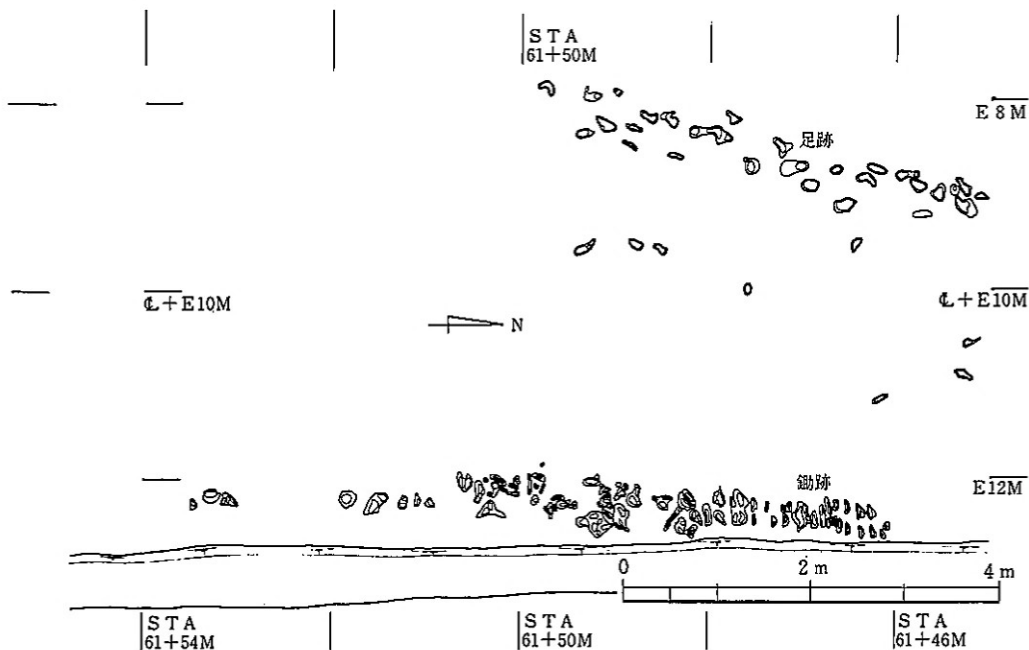 STA
61+50M
E 8 M
足跡
℄+E10M
℄+E10M
N
鋤跡
E12M
0 2 m 4 m
STA
61+54M
STA
61+50M
STA
61+46M